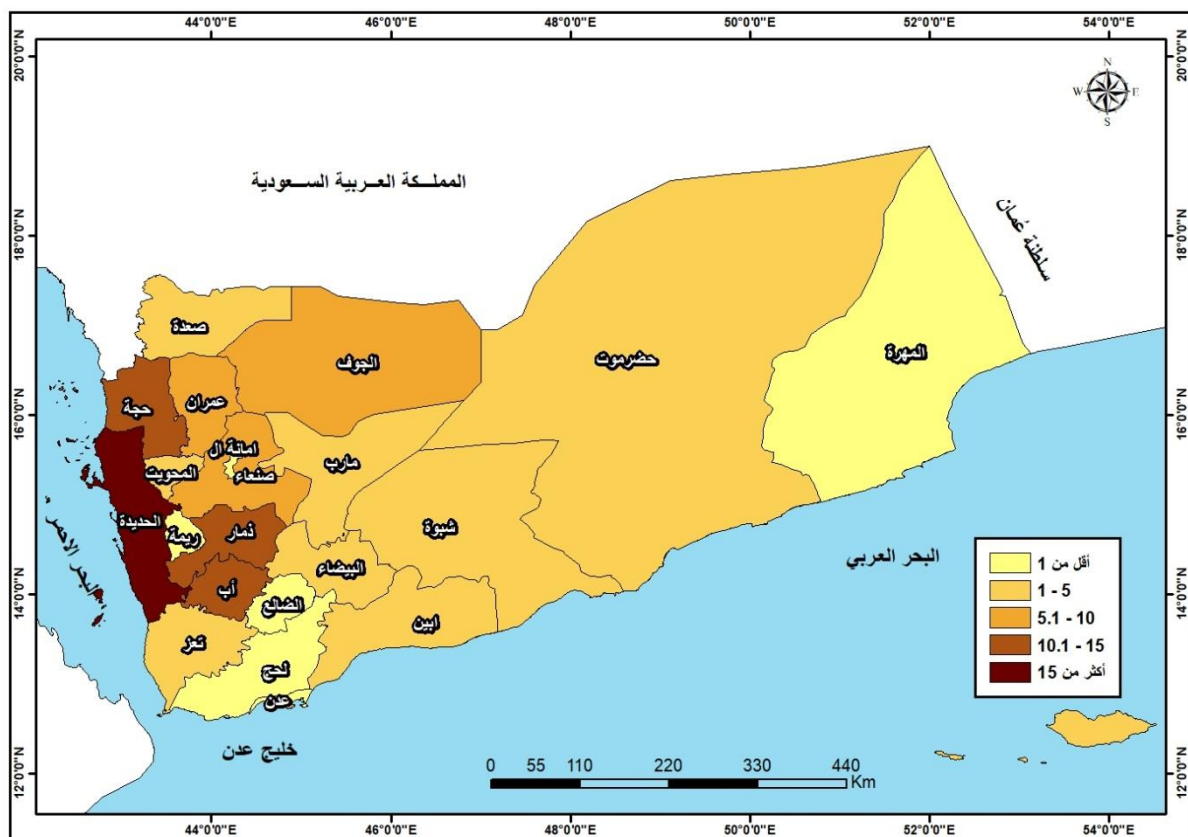 44°0'0"E 46°0'0"E 48°0'0"E 50°0'0"E 52°0'0"E 54°0'0"E
20°0'0"N 20°0'0"N
N
W E
S
المملكة العربية السعودية
سلطنة عُمان
18°0'0"N 18°0'0"N
صعدة
الجوف
حضرموت
المهرة
حجة
عمران
16°0'0"N 16°0'0"N
امانة ال
مارب
المحويت
صنعاء
الحديدة
ذمار
شبوة
ريمة
البحر الاحمر
البحر العربي
البيضاء
أب
الضالع
14°0'0"N 14°0'0"N
ابين
تعز
لحج
عدن
خليج عدن
أقل من 1
1 - 5
5.1 - 10
10.1 - 15
أكثر من 15
0 55 110 220 330 440
Km
12°0'0"N 12°0'0"N
44°0'0"E 46°0'0"E 48°0'0"E 50°0'0"E 52°0'0"E 54°0'0"E